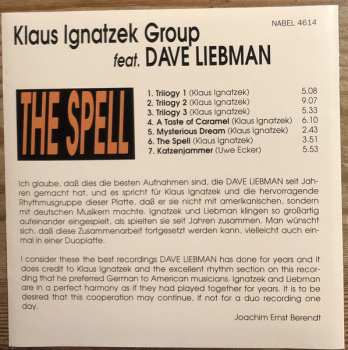 NABEL 4614
Klaus Ignatzek Group
feat. DAVE LIEBMAN
THE SPELL
1. Trilogy 1 (Klaus Ignatzek) 5.08
2. Trilogy 2 (Klaus Ignatzek) 9.07
3. Trilogy 3 (Klaus Ignatzek) 5.33
4. A Taste of Caramel (Klaus Ignatzek) 6.10
5. Mysterious Dream (Klaus Ignatzek) 2.43
6. The Spell (Klaus Ignatzek) 3.51
7. Katzenjammer (Uwe Ecker) 5.53
Ich glaube, daß dies die besten Aufnahmen sind, die DAVE LIEBMAN seit Jah-
ren gemacht hat, und es spricht für Klaus Ignatzek und die hervorragende
Rhythmusgruppe dieser Platte, daß er sie nicht mit amerikanischen, sondern
mit deutschen Musikern machte. Ignatzek und Liebman klingen so großartig
aufeinander eingespielt, als spielten sie seit Jahren zusammen. Man wünscht
sich, daß diese Zusammenarbeit fortgesetzt werden kann, vielleicht auch ein-
mal in einer Duoplatte.
I consider these the best recordings DAVE LIEBMAN has done for years and it
does credit to Klaus Ignatzek and the excellent rhythm section on this recor-
ding that he preferred German to American musicians. Ignatzek and Liebman
are in a perfect harmony as if they had played together for years. It is to be
desired that this cooperation may continue, if not for a duo recording one
day.
Joachim Ernst Berendt